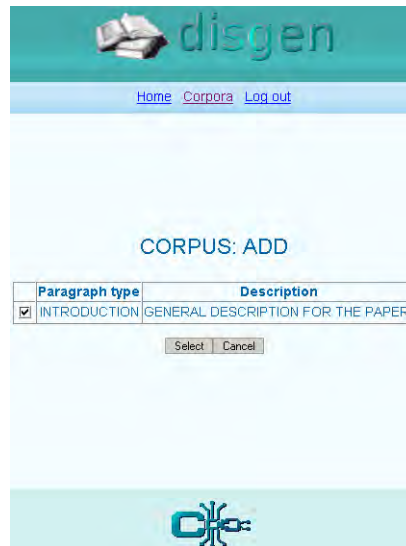 disgen
Home Corpora Log out
CORPUS: ADD
Paragraph type Description
INTRODUCTION GENERAL DESCRIPTION FOR THE PAPER
Select Cancel